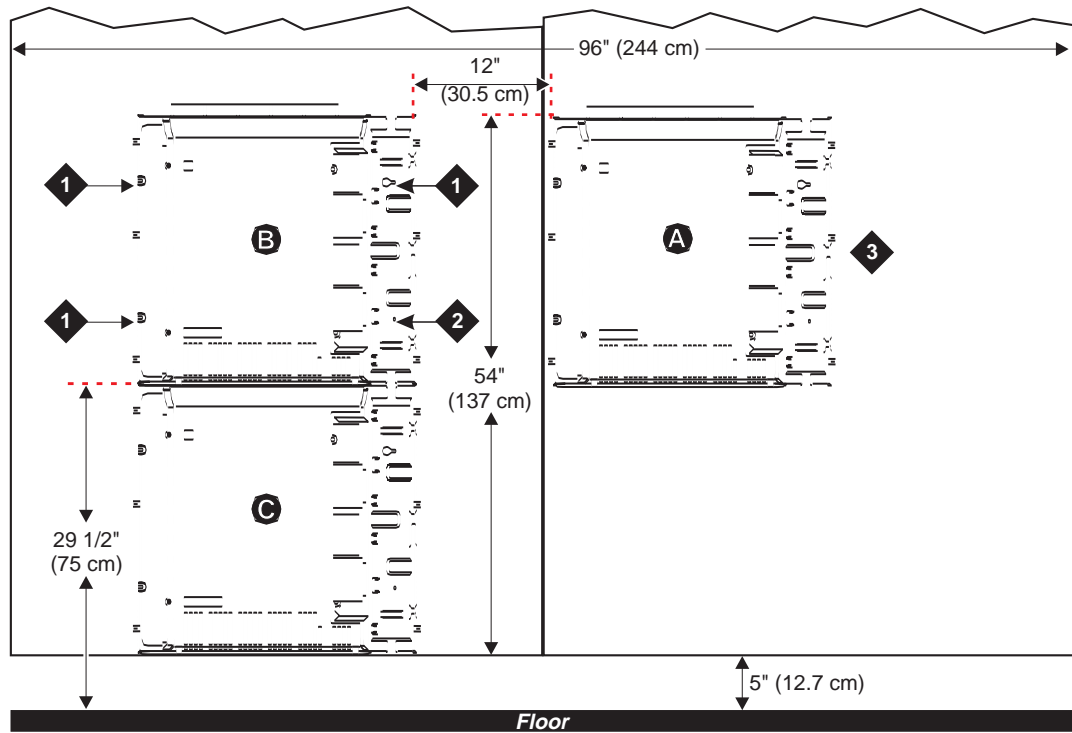 96" (244 cm)
12"
(30.5 cm)
1
1
B
A
3
1
2
54"
(137 cm)
C
29 1/2"
(75 cm)
5" (12.7 cm)
Floor